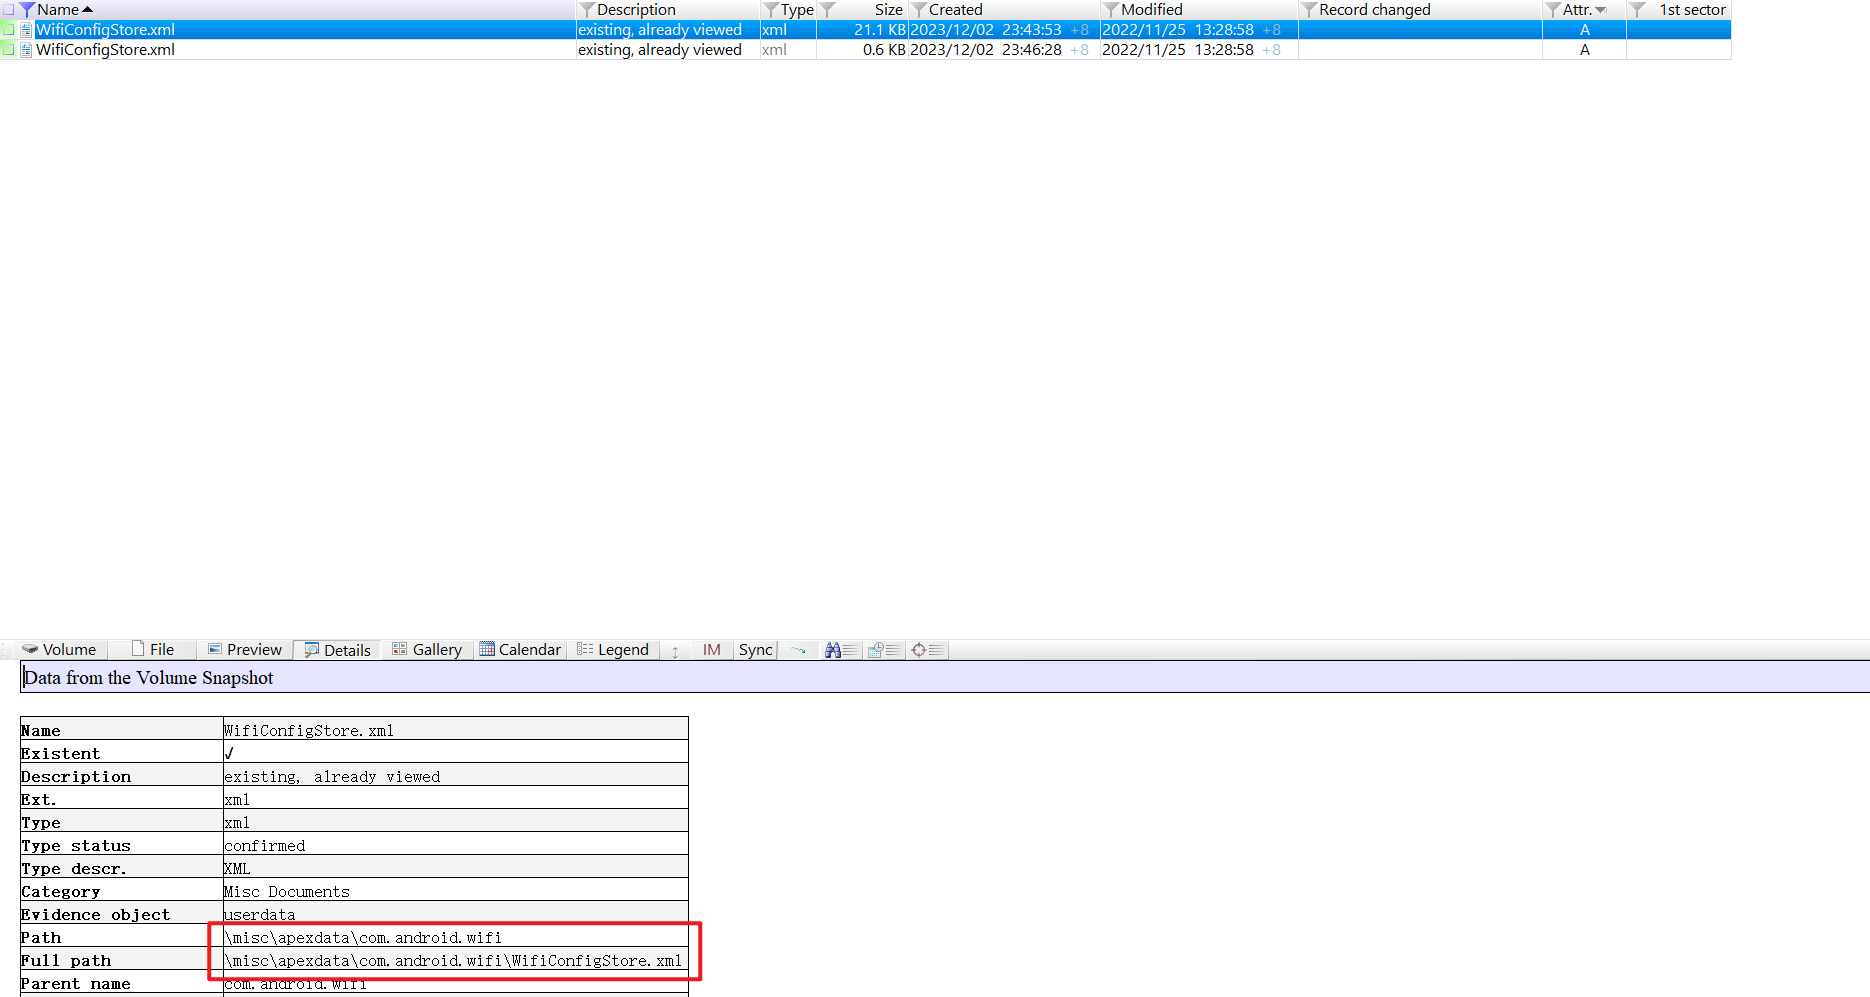 Name Description Type Size Created Modified Record changed Attr. 1st sector
WifiConfigStore.xml existing, already viewed xml 21.1 KB 2023/12/02 23:43:53 +8 2022/11/25 13:28:58 +8 A
WifiConfigStore.xml existing, already viewed xml 0.6 KB 2023/12/02 23:46:28 +8 2022/11/25 13:28:58 +8 A
Volume File Preview Details Gallery Calendar Legend IM Sync
Data from the Volume Snapshot
Name WifiConfigStore.xml
Existent √
Description existing, already viewed
Ext. xml
Type xml
Type status confirmed
Type descr. XML
Category Misc Documents
Evidence object userdata
Path \misc\apexdata\com.android.wifi
Full path \misc\apexdata\com.android.wifi\WifiConfigStore.xml
Parent name com.android.wifi